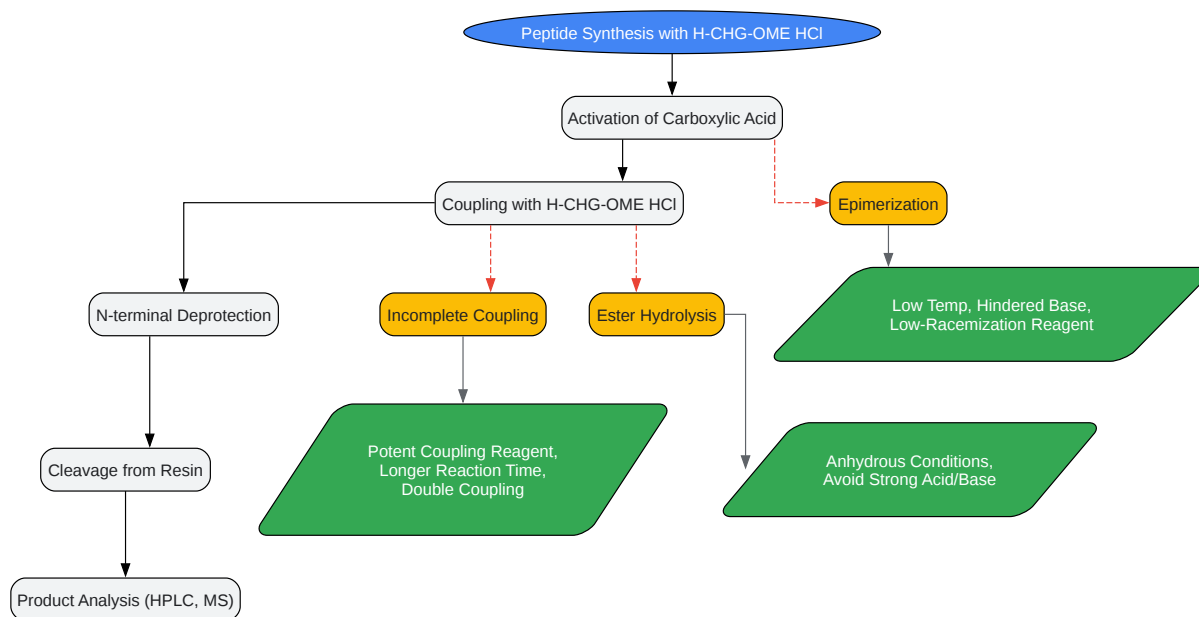 Peptide Synthesis with H-CHG-OME HCl
Activation of Carboxylic Acid
Coupling with H-CHG-OME HCl
Epimerization
N-terminal Deprotection
Incomplete Coupling
Ester Hydrolysis
Low Temp, Hindered Base,
Low-Racemization Reagent
Cleavage from Resin
Potent Coupling Reagent,
Longer Reaction Time,
Double Coupling
Anhydrous Conditions,
Avoid Strong Acid/Base
Product Analysis (HPLC, MS)